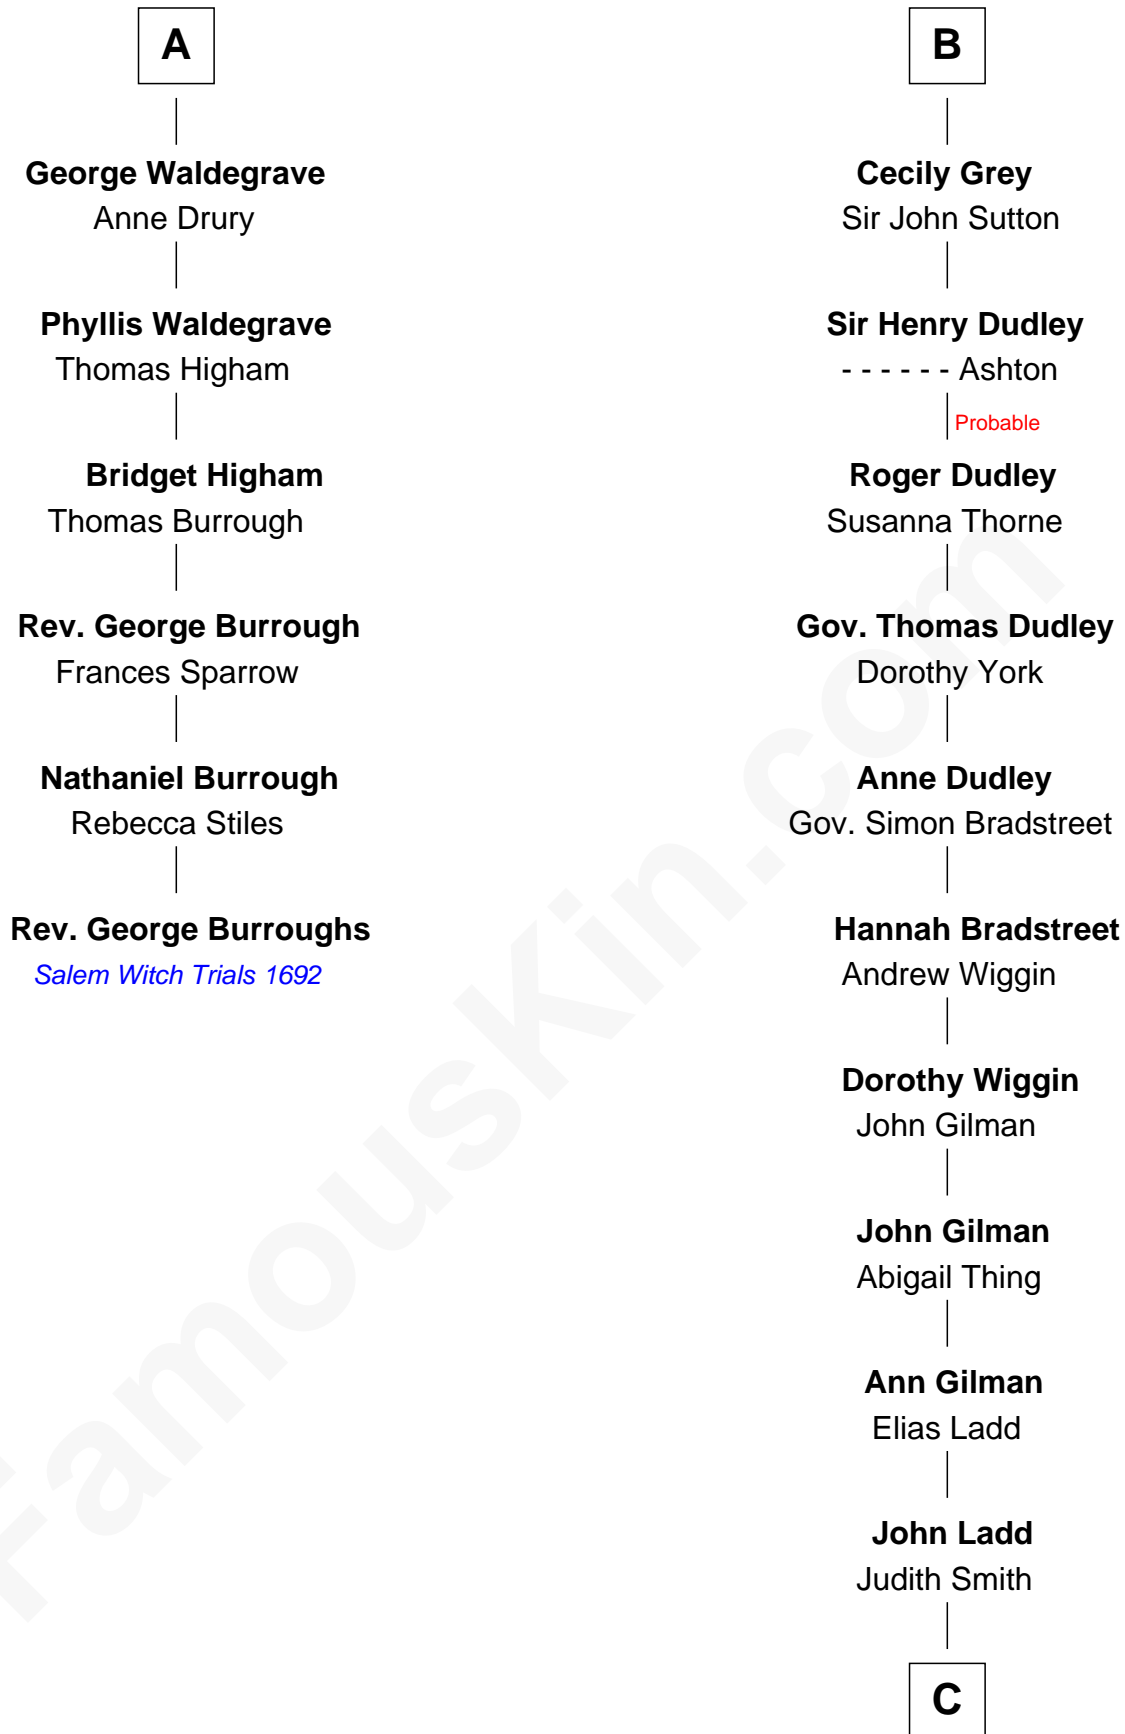 A
George Waldegrave
Anne Drury
Phyllis Waldegrave
Thomas Higham
Bridget Higham
Thomas Burrough
Rev. George Burrough
Frances Sparrow
Nathaniel Burrough
Rebecca Stiles
Rev. George Burroughs
Salem Witch Trials 1692
B
Cecily Grey
Sir John Sutton
Sir Henry Dudley
- - - - - - Ashton
Probable
Roger Dudley
Susanna Thorne
Gov. Thomas Dudley
Dorothy York
Anne Dudley
Gov. Simon Bradstreet
Hannah Bradstreet
Andrew Wiggin
Dorothy Wiggin
John Gilman
John Gilman
Abigail Thing
Ann Gilman
Elias Ladd
John Ladd
Judith Smith
C
FamousKin.com